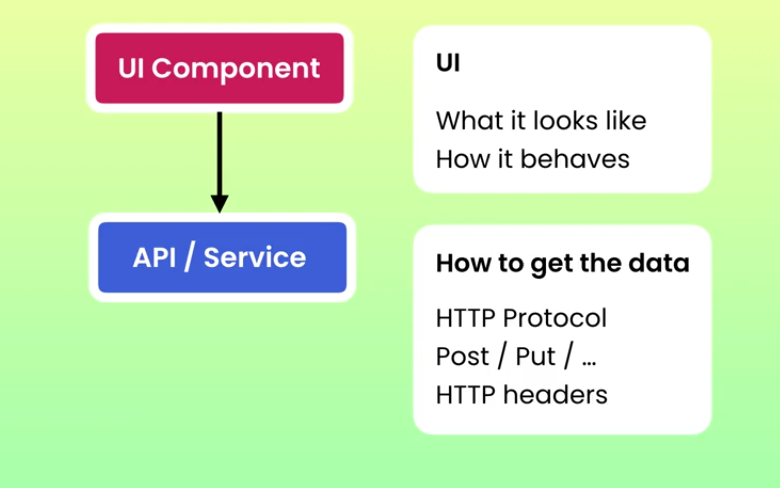 UI Component
UI
What it looks like
How it behaves
API / Service
How to get the data
HTTP Protocol
Post / Put / ...
HTTP headers